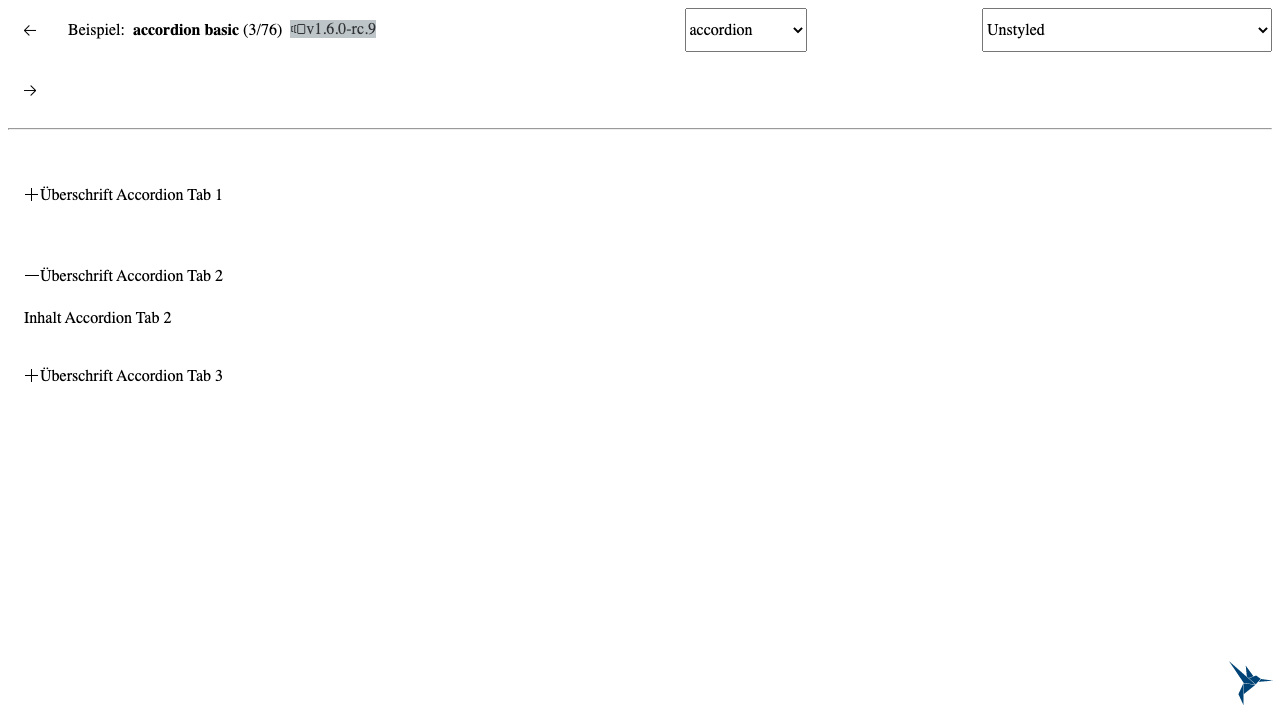 Beispiel: accordion basic (3/76) v1.6.0-rc.9 accordion Unstyled
Überschrift Accordion Tab 1
Überschrift Accordion Tab 2
Inhalt Accordion Tab 2
Überschrift Accordion Tab 3